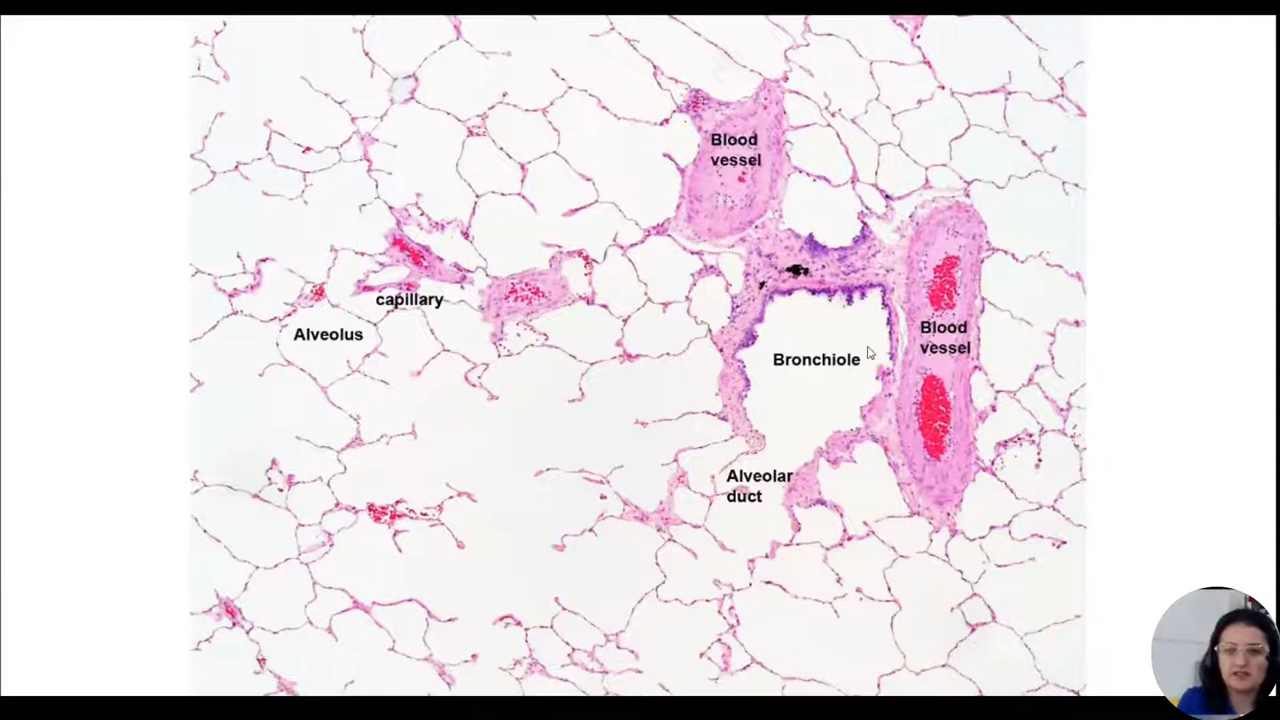 Blood
vessel
capillary
Alveolus
Blood
vessel
Bronchiole
Alveolar
duct